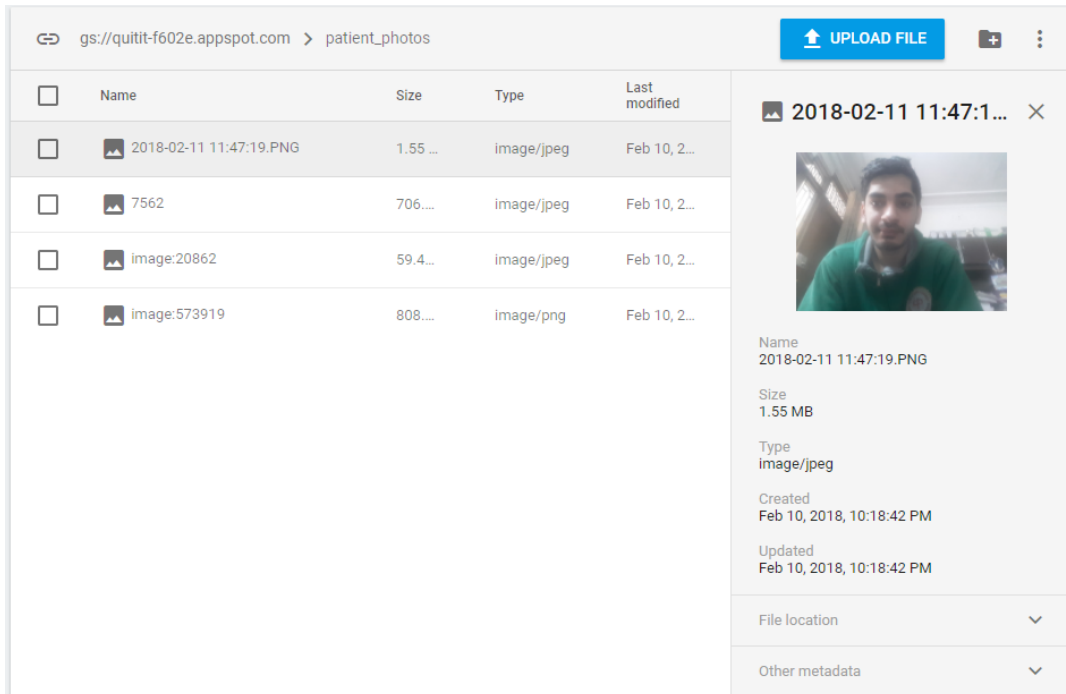 gs://quitit-f602e.appspot.com > patient_photos
UPLOAD FILE
Name Size Type Last modified
2018-02-11 11:47:19.PNG 1.55 ... image/jpeg Feb 10, 2...
7562 706.... image/jpeg Feb 10, 2...
image:20862 59.4... image/jpeg Feb 10, 2...
image:573919 808.... image/png Feb 10, 2...
2018-02-11 11:47:1...
Name
2018-02-11 11:47:19.PNG
Size
1.55 MB
Type
image/jpeg
Created
Feb 10, 2018, 10:18:42 PM
Updated
Feb 10, 2018, 10:18:42 PM
File location
Other metadata